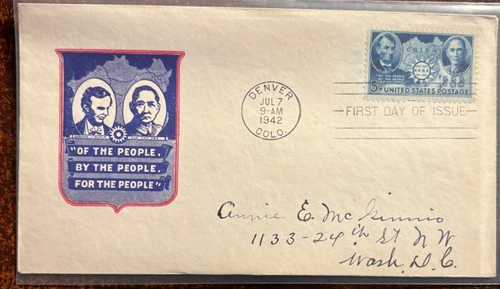 "OF THE PEOPLE,
BY THE PEOPLE,
FOR THE PEOPLE"
DENVER
JUL 7
9-AM
1942
COLO.
FIRST DAY OF ISSUE
CHINA
5¢ UNITED STATES POSTAGE
Annie E. McGinnis
1133-24th St N W
Wash. D. C.